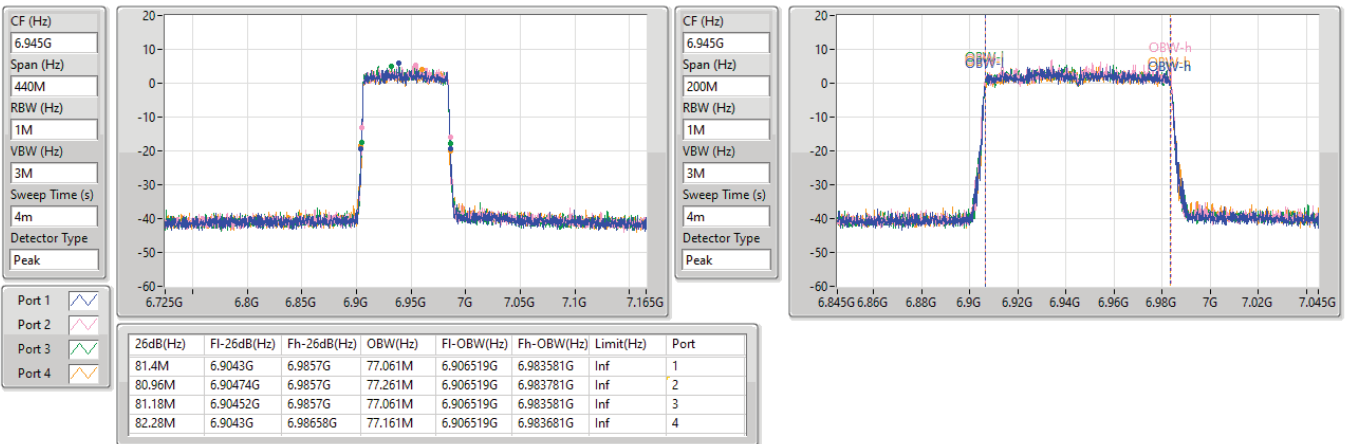 CF (Hz)
6.945G
Span (Hz)
440M
RBW (Hz)
1M
VBW (Hz)
3M
Sweep Time (s)
4m
Detector Type
Peak
20
10
0
-10
-20
-30
-40
-50
-60
6.725G 6.8G 6.85G 6.9G 6.95G 7G 7.05G 7.1G 7.165G
CF (Hz)
6.945G
Span (Hz)
200M
RBW (Hz)
1M
VBW (Hz)
3M
Sweep Time (s)
4m
Detector Type
Peak
20
10
0
-10
-20
-30
-40
-50
-60
OBW-h
OBW-l
OBW-h
6.845G 6.86G 6.88G 6.9G 6.92G 6.94G 6.96G 6.98G 7G 7.02G 7.045G
Port 1
Port 2
Port 3
Port 4
26dB(Hz) Fl-26dB(Hz) Fh-26dB(Hz) OBW(Hz) Fl-OBW(Hz) Fh-OBW(Hz) Limit(Hz) Port
81.4M 6.9043G 6.9857G 77.061M 6.906519G 6.983581G Inf 1
80.96M 6.90474G 6.9857G 77.261M 6.906519G 6.983781G Inf 2
81.18M 6.90452G 6.9857G 77.061M 6.906519G 6.983581G Inf 3
82.28M 6.9043G 6.98658G 77.161M 6.906519G 6.983681G Inf 4